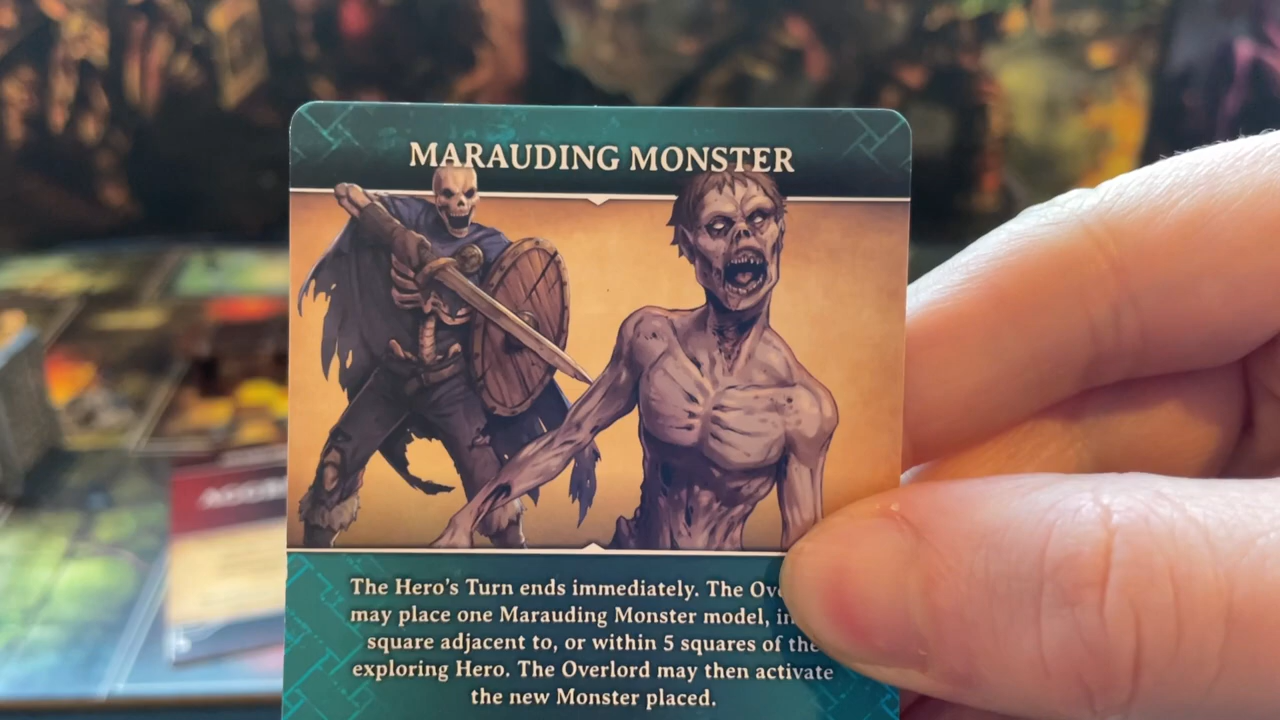 MARAUDING MONSTER
The Hero's Turn ends immediately. The
may place one Marauding Monster model,
square adjacent to, or within 5 squares of the
exploring Hero. The Overlord may then activate
the new Monster placed.